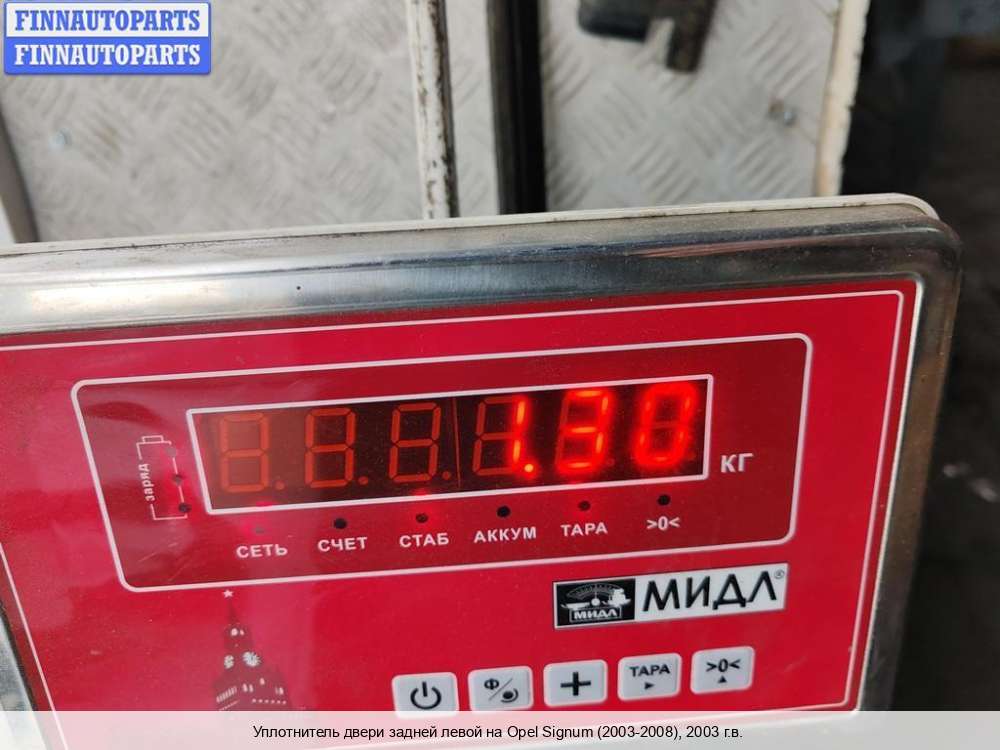 FINNAUTOPARTS
FINNAUTOPARTS
заряд
1.30
КГ
СЕТЬ СЧЕТ СТАБ АККУМ ТАРА >0<
МИДЛ МИДЛ®
Ф ТАРА >0<
Уплотнитель двери задней левой на Opel Signum (2003-2008), 2003 г.в.